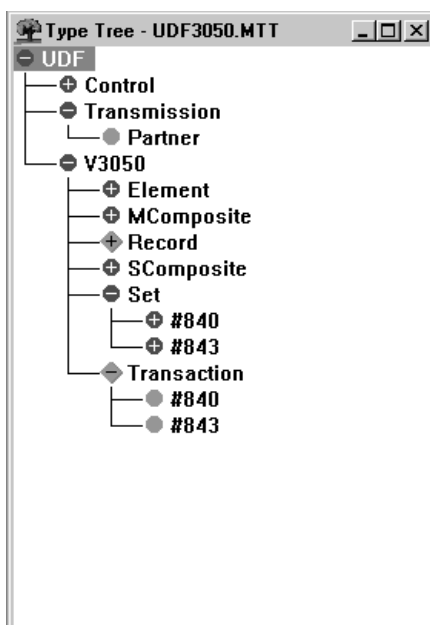 Type Tree - UDF3050.MTT
UDF
Control
Transmission
Partner
V3050
Element
MComposite
Record
SComposite
Set
#840
#843
Transaction
#840
#843